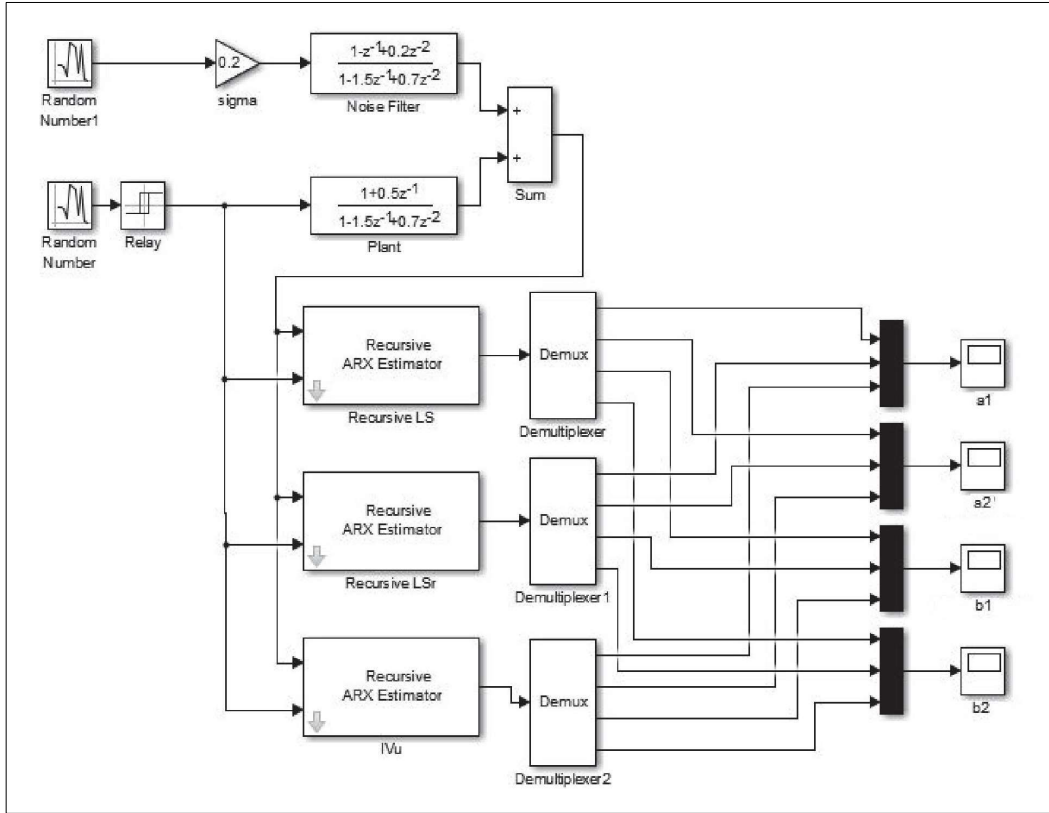 1-z-1+0.2z-2
1-1.5z-1+0.7z-2
0.2
Random
Number1
sigma
Noise Filter
+
+
Sum
1+0.5z-1
1-1.5z-1+0.7z-2
Random
Number
Relay
Plant
Recursive
ARX Estimator
Recursive LS
Demux
Demultiplexer
a1
Recursive
ARX Estimator
Recursive LSr
Demux
Demultiplexer1
a2'
b1
Recursive
ARX Estimator
IVu
Demux
Demultiplexer2
b2